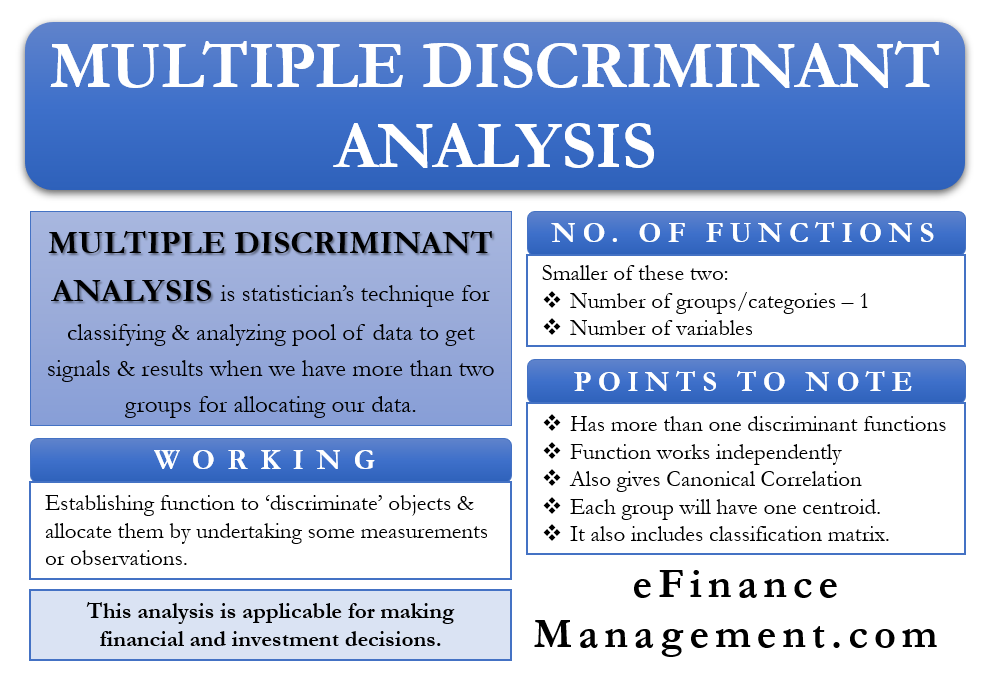 MULTIPLE DISCRIMINANT
ANALYSIS
MULTIPLE DISCRIMINANT
ANALYSIS is statistician’s technique for
classifying & analyzing pool of data to get
signals & results when we have more than two
groups for allocating our data.
WORKING
Establishing function to ‘discriminate’ objects &
allocate them by undertaking some measurements
or observations.
This analysis is applicable for making
financial and investment decisions.
NO. OF FUNCTIONS
Smaller of these two:
❖ Number of groups/categories – 1
❖ Number of variables
POINTS TO NOTE
❖ Has more than one discriminant functions
❖ Function works independently
❖ Also gives Canonical Correlation
❖ Each group will have one centroid.
❖ It also includes classification matrix.
eFinance
Management.com